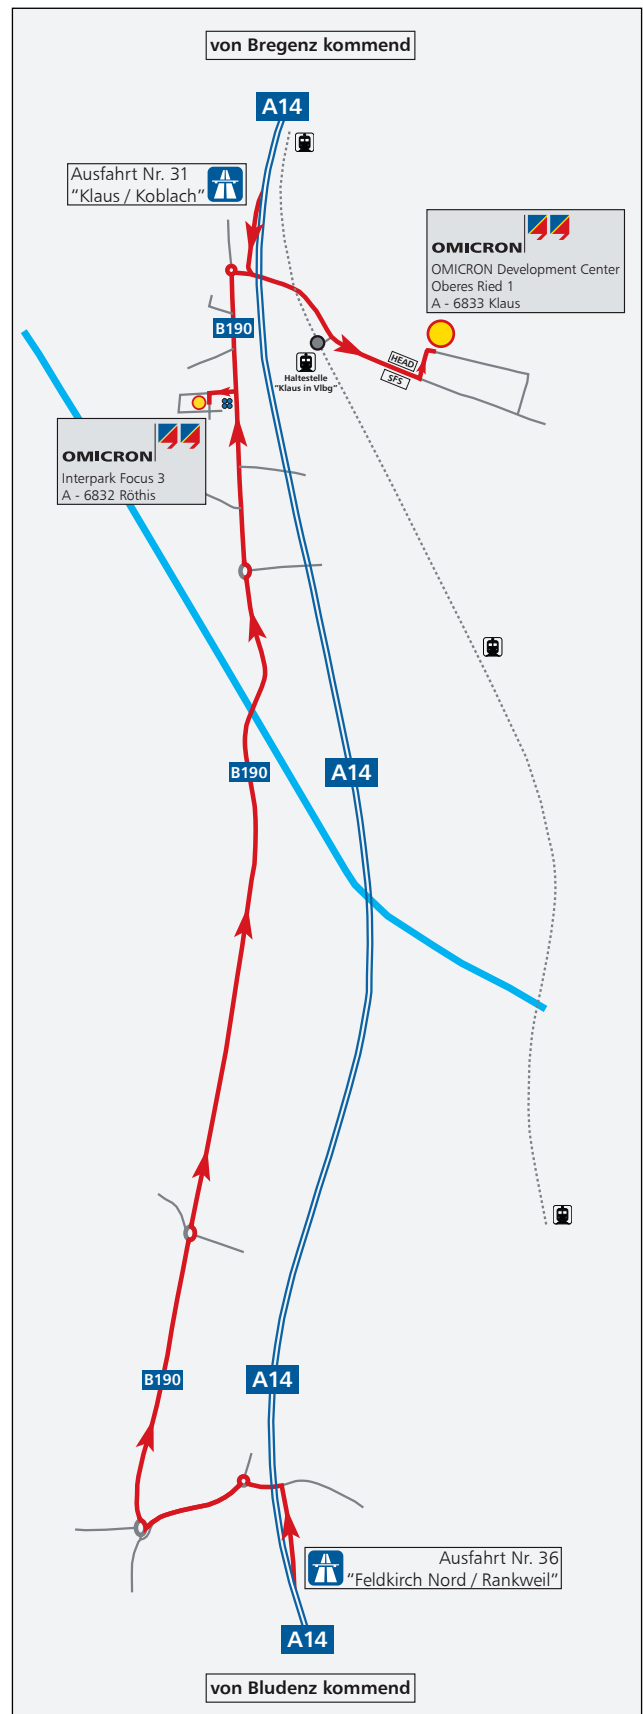 von Bregenz kommend
A14
Ausfahrt Nr. 31
“Klaus / Koblach”
OMICRON
OMICRON Development Center
Oberes Ried 1
A - 6833 Klaus
B190
HEAD
SFS
Haltestelle
“Klaus in Vlbg”
OMICRON
Interpark Focus 3
A - 6832 Röthis
B190
A14
B190
A14
Ausfahrt Nr. 36
“Feldkirch Nord / Rankweil”
A14
von Bludenz kommend